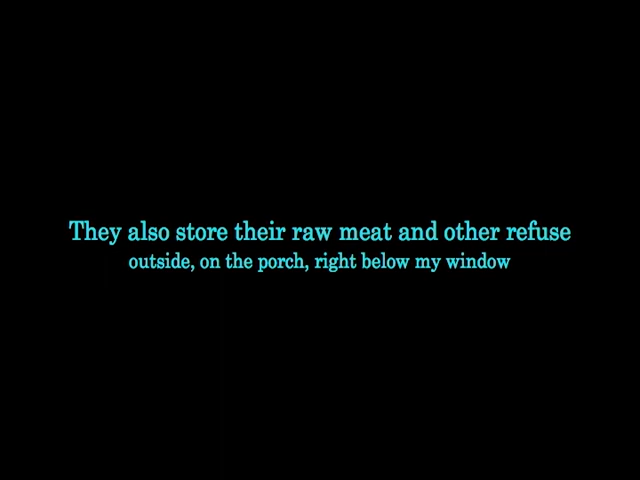 They also store their raw meat and other refuse
outside, on the porch, right below my window